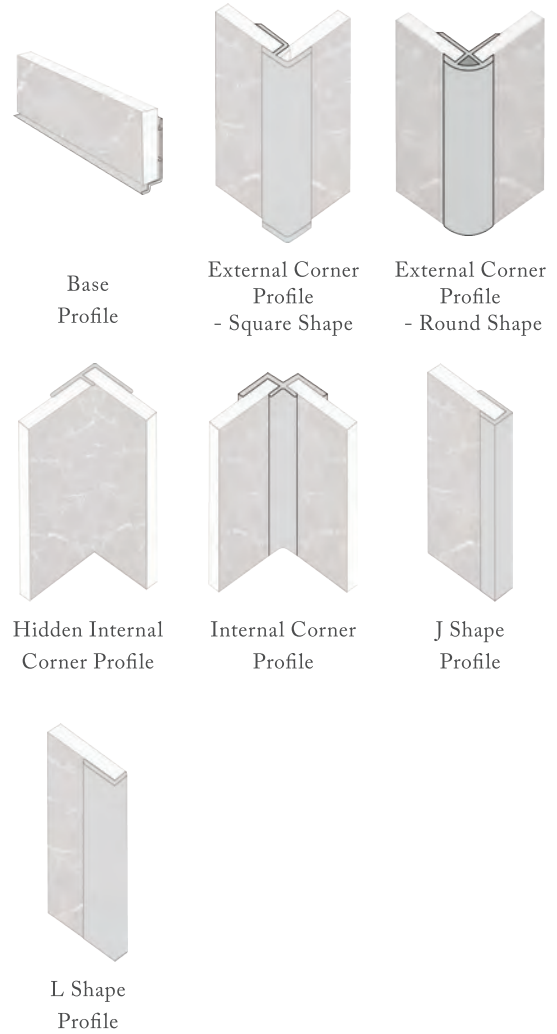 Base
Profile
External Corner
Profile
- Square Shape
External Corner
Profile
- Round Shape
Hidden Internal
Corner Profile
Internal Corner
Profile
J Shape
Profile
L Shape
Profile